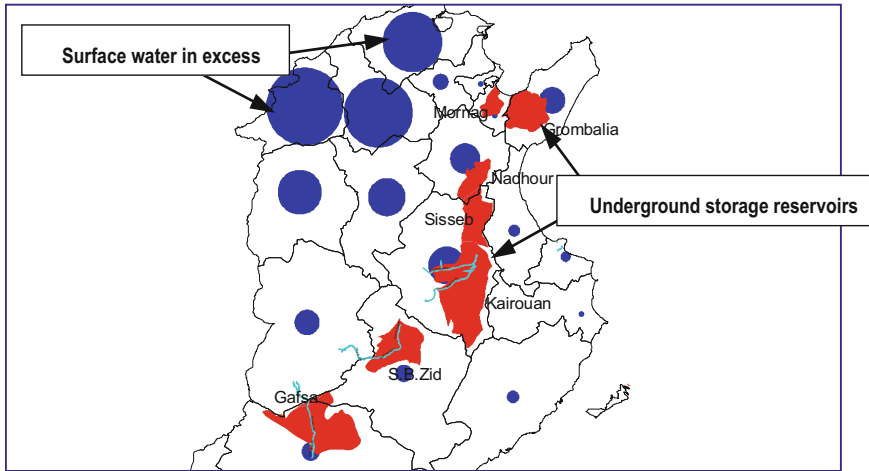 Surface water in excess
Mornag
Grombalia
Nadhour
Underground storage reservoirs
Sisseb
Kairouan
S.B.Zid
Gafsa